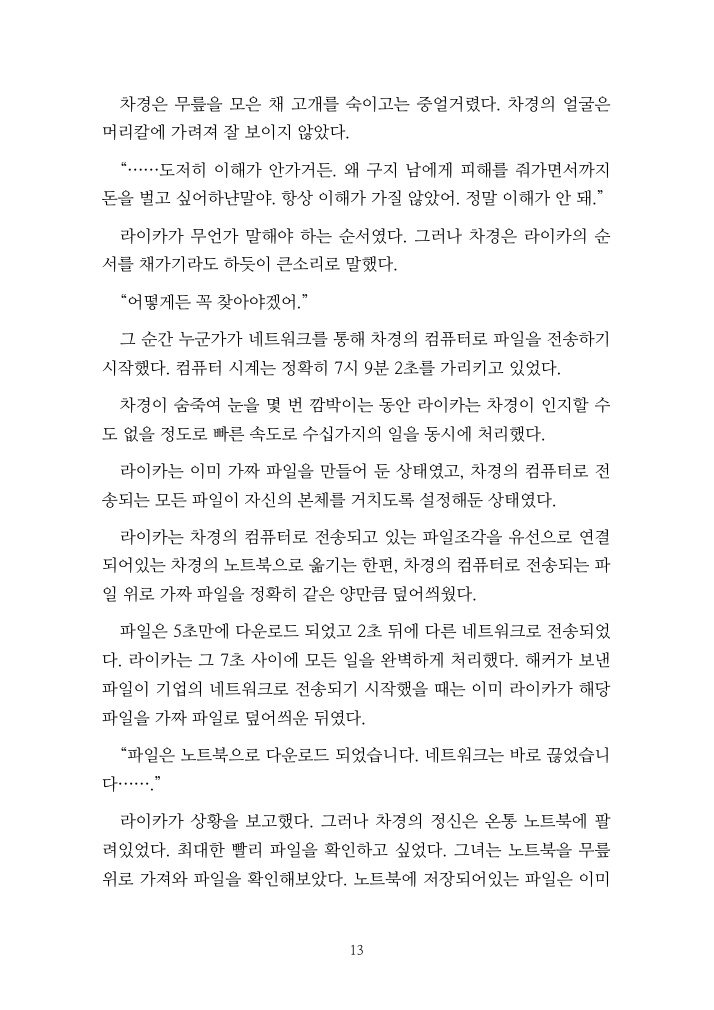 차경은 무릎을 모은 채 고개를 숙이고는 중얼거렸다. 차경의 얼굴은
머리칼에 가려져 잘 보이지 않았다.
“……도저히 이해가 안가거든. 왜 구지 남에게 피해를 줘가면서까지
돈을 벌고 싶어하냔말야. 항상 이해가 가질 않았어. 정말 이해가 안 돼.”
라이카가 무언가 말해야 하는 순서였다. 그러나 차경은 라이카의 순
서를 채가기라도 하듯이 큰소리로 말했다.
“어떻게든 꼭 찾아야겠어.”
그 순간 누군가가 네트워크를 통해 차경의 컴퓨터로 파일을 전송하기
시작했다. 컴퓨터 시계는 정확히 7시 9분 2초를 가리키고 있었다.
차경이 숨죽여 눈을 몇 번 깜박이는 동안 라이카는 차경이 인지할 수
도 없을 정도로 빠른 속도로 수십가지의 일을 동시에 처리했다.
라이카는 이미 가짜 파일을 만들어 둔 상태였고, 차경의 컴퓨터로 전
송되는 모든 파일이 자신의 본체를 거치도록 설정해둔 상태였다.
라이카는 차경의 컴퓨터로 전송되고 있는 파일조각을 유선으로 연결
되어있는 차경의 노트북으로 옮기는 한편, 차경의 컴퓨터로 전송되는 파
일 위로 가짜 파일을 정확히 같은 양만큼 덮어씌웠다.
파일은 5초만에 다운로드 되었고 2초 뒤에 다른 네트워크로 전송되었
다. 라이카는 그 7초 사이에 모든 일을 완벽하게 처리했다. 해커가 보낸
파일이 기업의 네트워크로 전송되기 시작했을 때는 이미 라이카가 해당
파일을 가짜 파일로 덮어씌운 뒤였다.
“파일은 노트북으로 다운로드 되었습니다. 네트워크는 바로 끊었습니
다…….”
라이카가 상황을 보고했다. 그러나 차경의 정신은 온통 노트북에 팔
려있었다. 최대한 빨리 파일을 확인하고 싶었다. 그녀는 노트북을 무릎
위로 가져와 파일을 확인해보았다. 노트북에 저장되어있는 파일은 이미
13